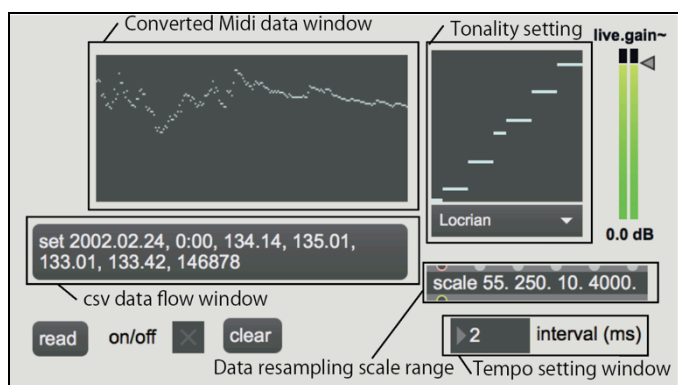 Converted Midi data window
Tonality setting
live.gain~
Locrian
0.0 dB
set 2002.02.24, 0:00, 134.14, 135.01,
133.01, 133.42, 146878
csv data flow window
scale 55. 250. 10. 4000.
read
on/off
clear
2
interval (ms)
Data resampling scale range
Tempo setting window